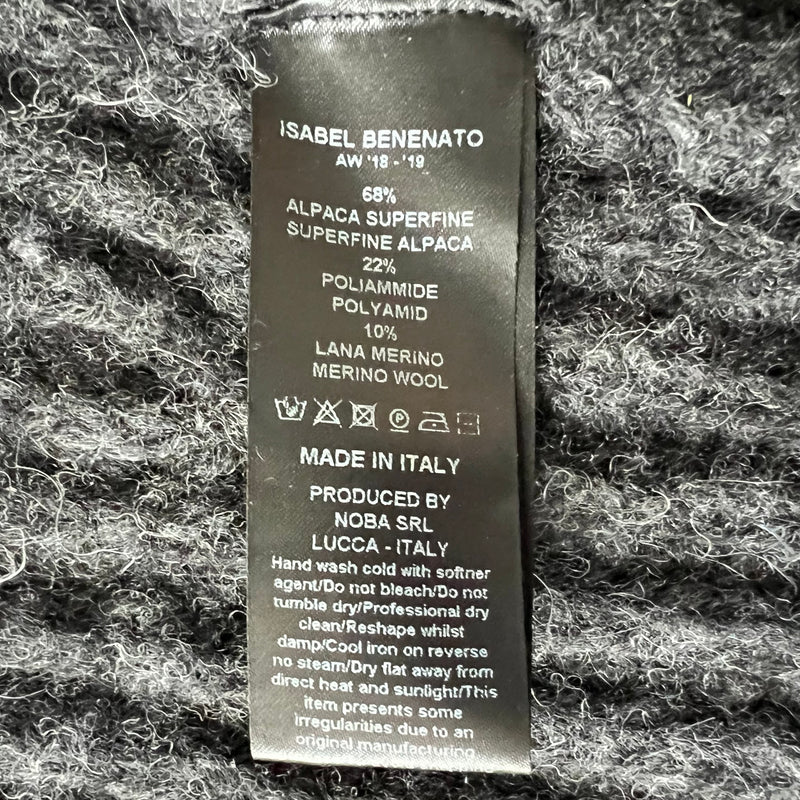 ISABEL BENENATO
AW '18 - '19
68%
ALPACA SUPERFINE
SUPERFINE ALPACA
22%
POLIAMMIDE
POLYAMID
10%
LANA MERINO
MERINO WOOL
P
MADE IN ITALY
PRODUCED BY
NOBA SRL
LUCCA - ITALY
Hand wash cold with softner
agent/Do not bleach/Do not
tumble dry/Professional dry
clean/Reshape whilst
damp/Cool iron on reverse
no steam/Dry flat away from
direct heat and sunlight/This
item presents some
irregularities due to an
original manufacturing